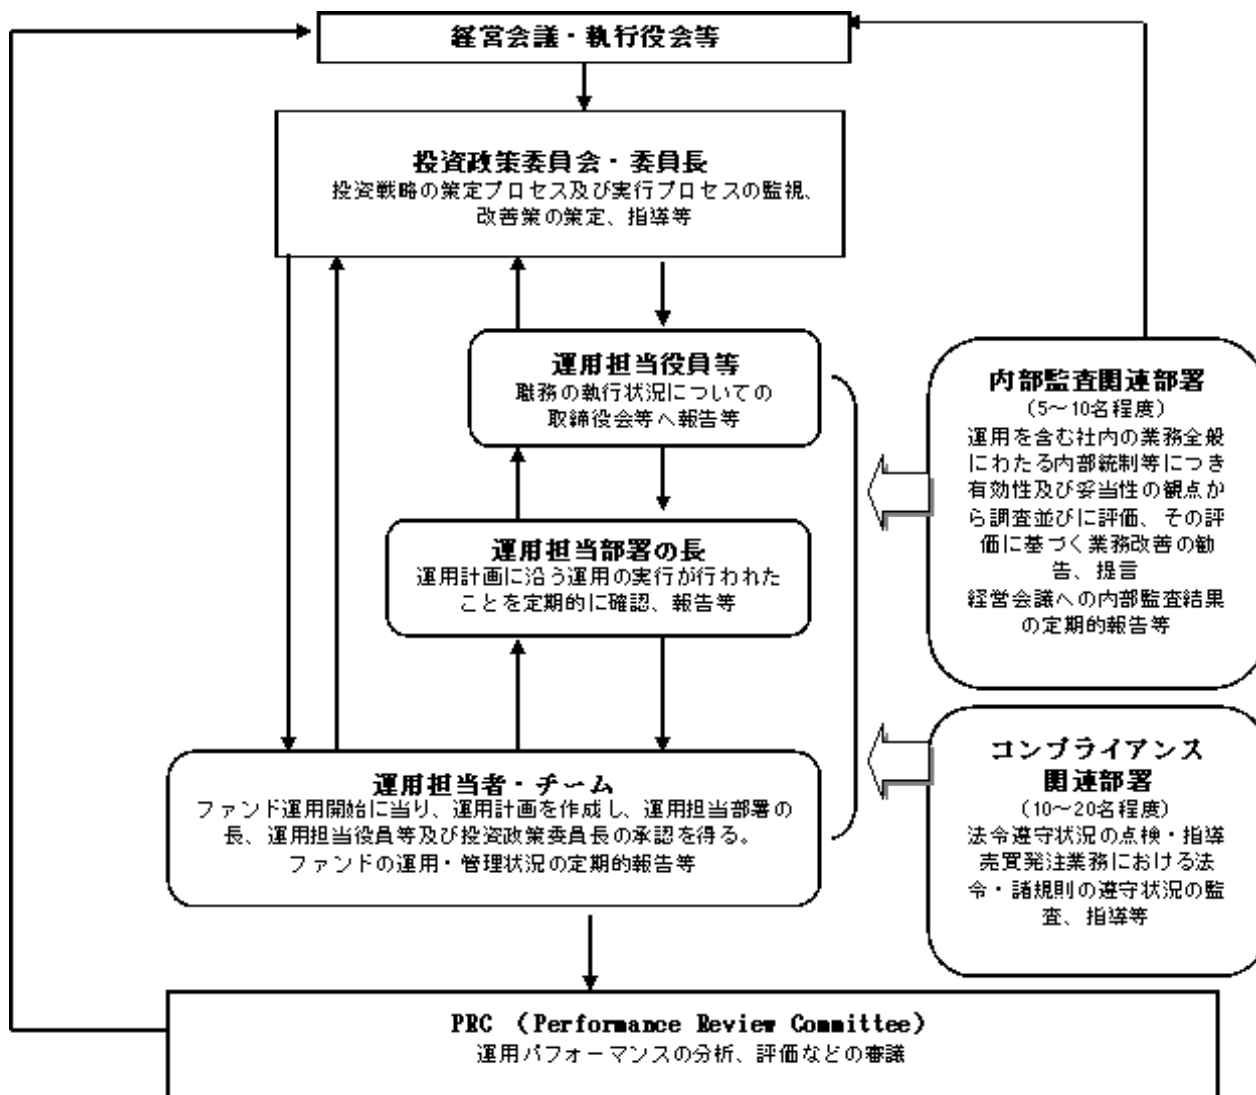 経営会議・執行役会等
投資政策委員会・委員長
投資戦略の策定プロセス及び実行プロセスの監視、
改善策の策定、指導等
運用担当役員等
職務の執行状況についての
取締役会等へ報告等
運用担当部署の長
運用計画に沿う運用の実行が行われた
ことを定期的に確認、報告等
運用担当者・チーム
ファンド運用開始に当り、運用計画を作成し、運用担当部署の
長、運用担当役員等及び投資政策委員長の承認を得る。
ファンドの運用・管理状況の定期的報告等
内部監査関連部署
（5～10名程度）
運用を含む社内の業務全般
にわたる内部統制等につき
有効性及び妥当性の観点か
ら調査並びに評価、その評
価に基づく業務改善の勧
告、提言
経営会議への内部監査結果
の定期的報告等
コンプライアンス
関連部署
（10～20名程度）
法令遵守状況の点検・指導
売買発注業務における法
令・諸規則の遵守状況の監
査、指導等
PRC （Performance Review Committee）
運用パフォーマンスの分析、評価などの審議